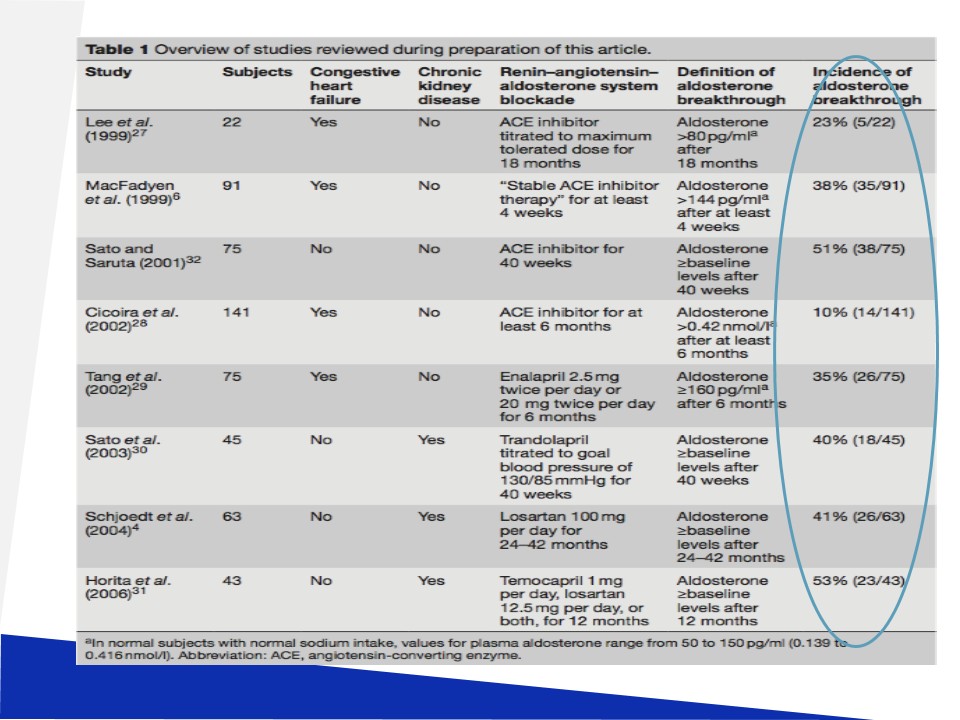 Table 1 Overview of studies reviewed during preparation of this article.
Study Subjects Congestive heart failure Chronic kidney disease Renin–angiotensin–aldosterone system blockade Definition of aldosterone breakthrough Incidence of aldosterone breakthrough
Lee et al. (1999)27 22 Yes No ACE inhibitor titrated to maximum tolerated dose for 18 months Aldosterone >80 pg/mla after 18 months 23% (5/22)
MacFadyen et al. (1999)6 91 Yes No “Stable ACE inhibitor therapy” for at least 4 weeks Aldosterone >144 pg/mla after at least 4 weeks 38% (35/91)
Sato and Saruta (2001)32 75 No No ACE inhibitor for 40 weeks Aldosterone ≥baseline levels after 40 weeks 51% (38/75)
Cicoira et al. (2002)28 141 Yes No ACE inhibitor for at least 6 months Aldosterone >0.42 nmol/la after at least 6 months 10% (14/141)
Tang et al. (2002)29 75 Yes No Enalapril 2.5 mg twice per day or 20 mg twice per day for 6 months Aldosterone ≥160 pg/mla after 6 months 35% (26/75)
Sato et al. (2003)30 45 No Yes Trandolapril titrated to goal blood pressure of 130/85 mmHg for 40 weeks Aldosterone ≥baseline levels after 40 weeks 40% (18/45)
Schjoedt et al. (2004)4 63 No Yes Losartan 100 mg per day for 24–42 months Aldosterone ≥baseline levels after 24–42 months 41% (26/63)
Horita et al. (2006)31 43 No Yes Temocapril 1 mg per day, losartan 12.5 mg per day, or both, for 12 months Aldosterone ≥baseline levels after 12 months 53% (23/43)
aIn normal subjects with normal sodium intake, values for plasma aldosterone range from 50 to 150 pg/ml (0.139 to
0.416 nmol/l). Abbreviation: ACE, angiotensin-converting enzyme.